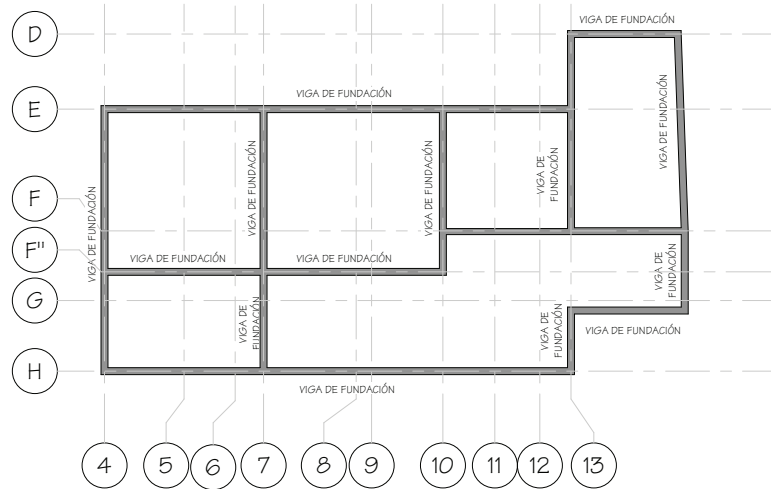 VIGA DE FUNDACIÓN
D
VIGA DE FUNDACIÓN
E
VIGA DE FUNDACIÓN
VIGA DE FUNDACIÓN
VIGA DE FUNDACIÓN
VIGA DE
FUNDACIÓN
F
VIGA DE FUNDACIÓN
F"
VIGA DE FUNDACIÓN
VIGA DE FUNDACIÓN
VIGA DE
FUNDACIÓN
G
VIGA DE
FUNDACIÓN
VIGA DE
FUNDACIÓN
VIGA DE FUNDACIÓN
H
VIGA DE FUNDACIÓN
4
5
6
7
8
9
10
11
12
13